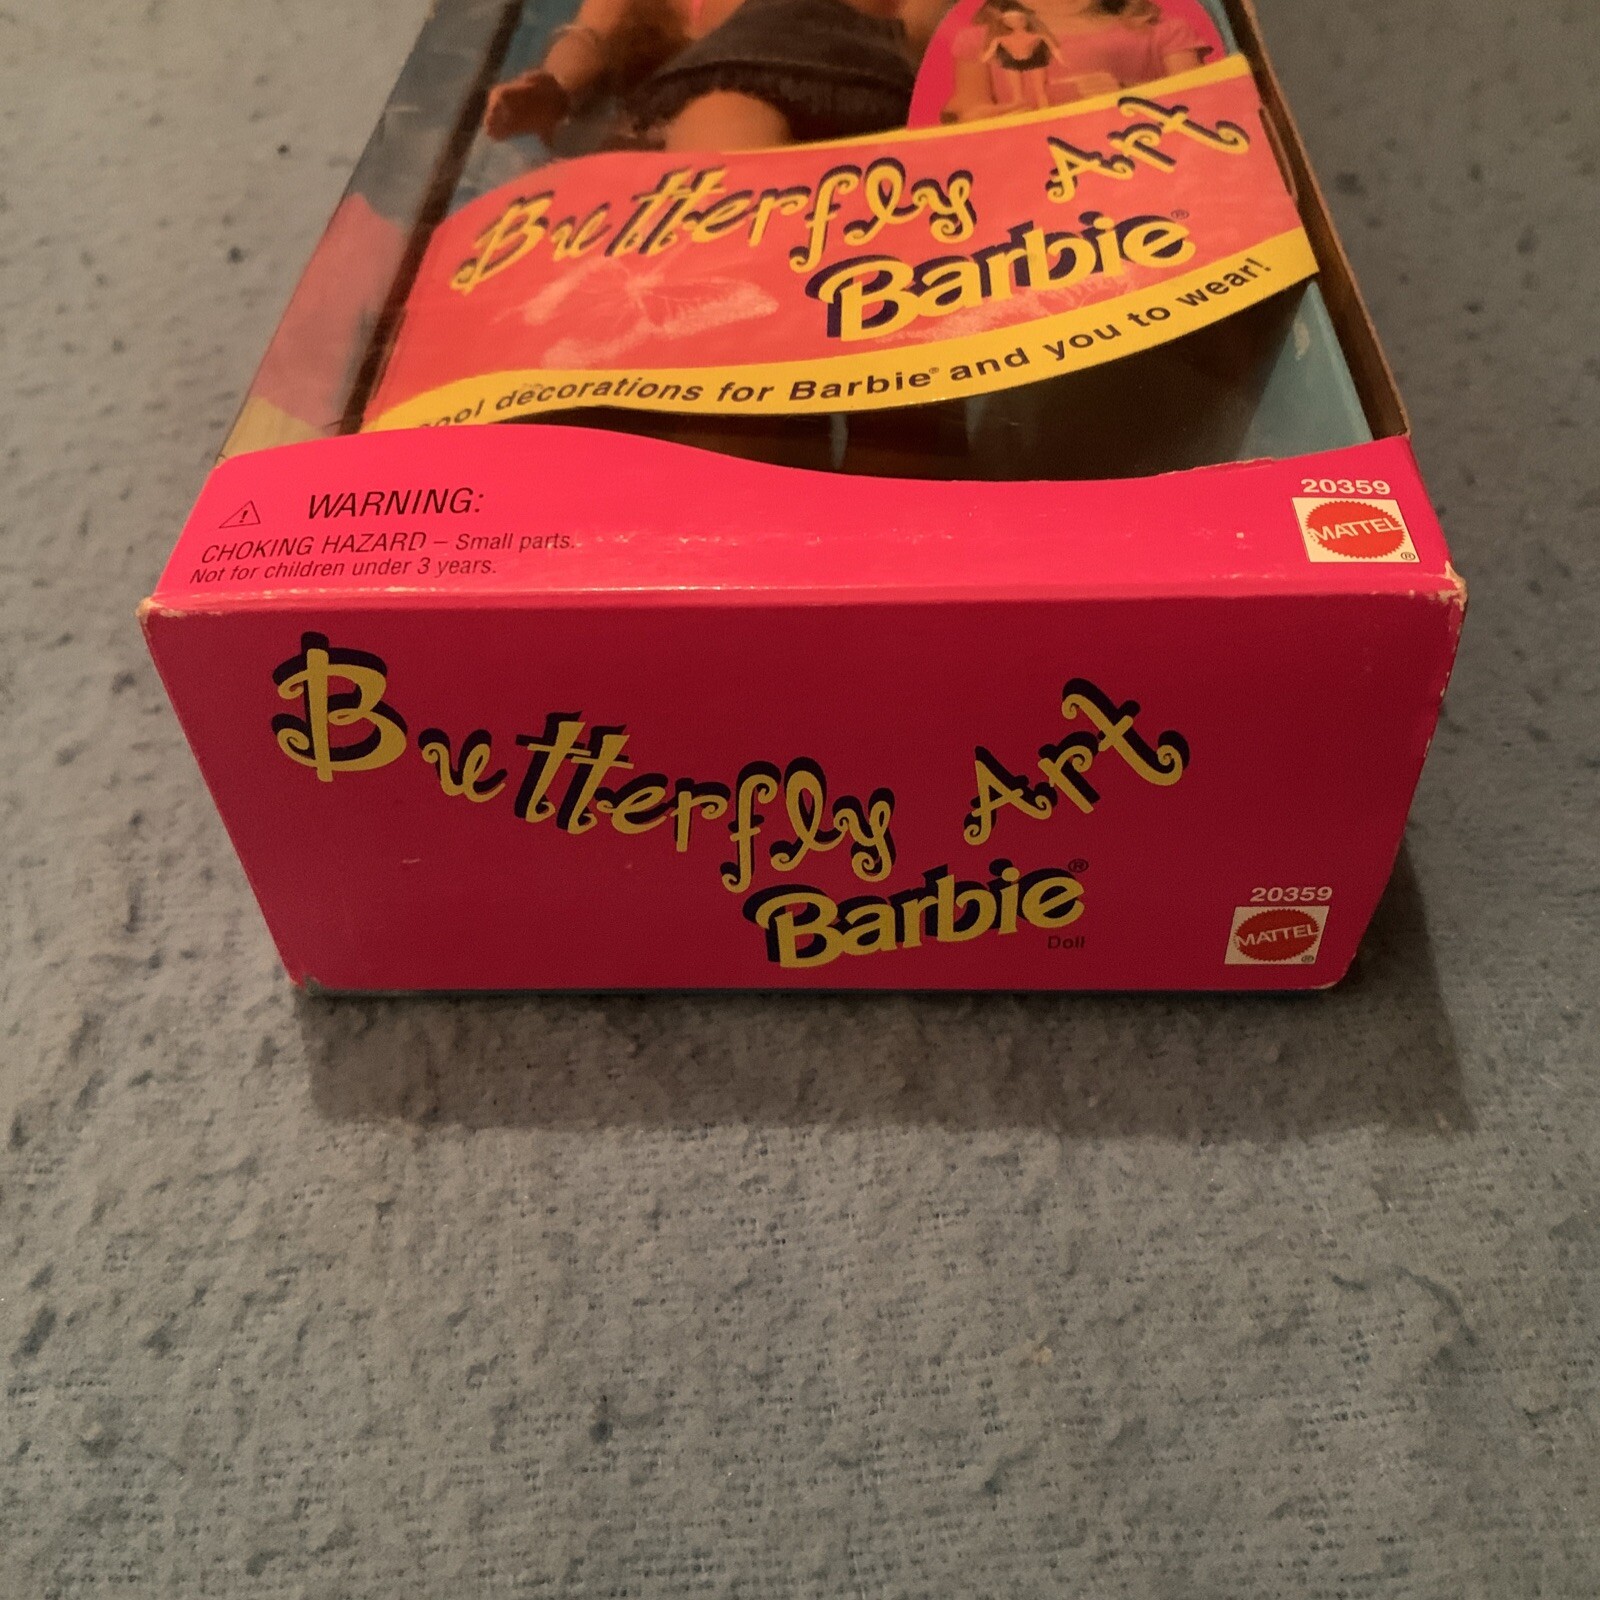 Butterfly Art
Barbie®
decorations for Barbie® and you to wear!
⚠ WARNING:
CHOKING HAZARD – Small parts.
Not for children under 3 years.
20359
MATTEL
®
Butterfly Art
Barbie®
Doll
20359
MATTEL
®